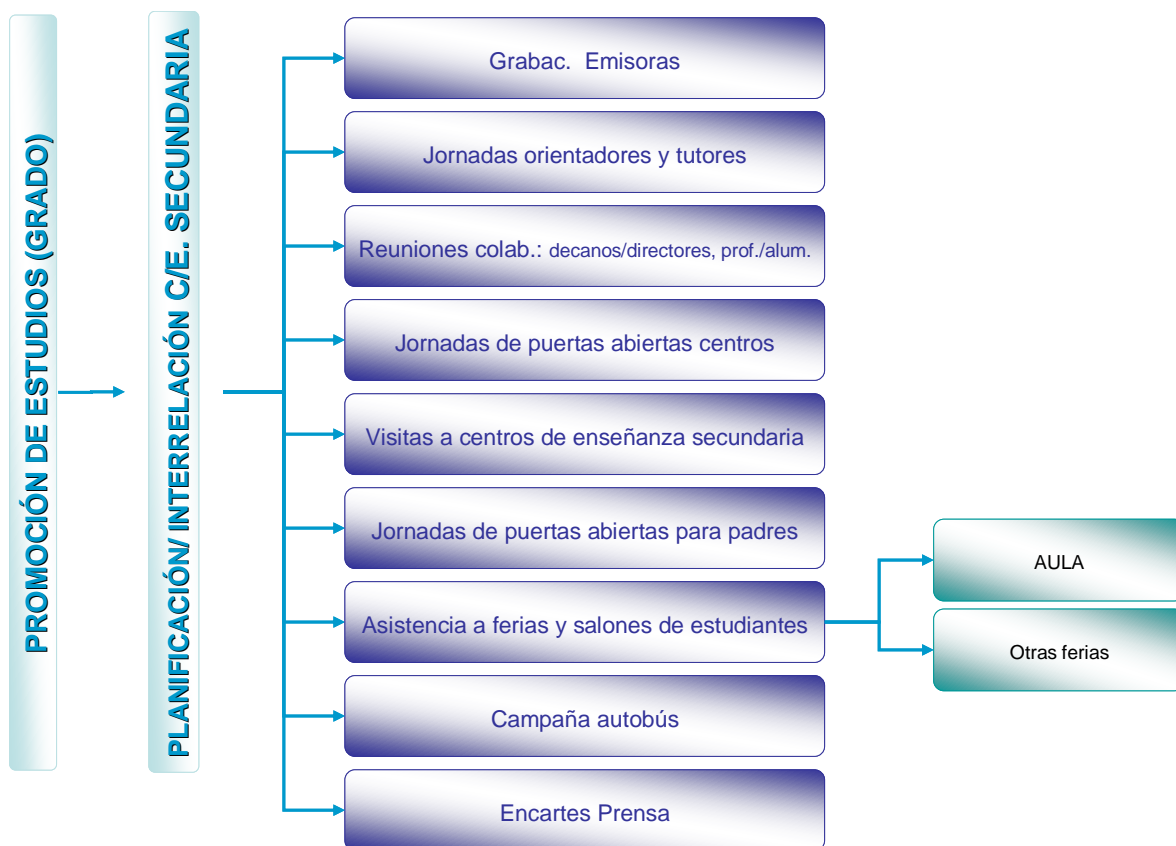 PROMOCIÓN DE ESTUDIOS (GRADO)
PLANIFICACIÓN/ INTERRELACIÓN C/E. SECUNDARIA
Grabac. Emisoras
Jornadas orientadores y tutores
Reuniones colab.: decanos/directores, prof./alum.
Jornadas de puertas abiertas centros
Visitas a centros de enseñanza secundaria
Jornadas de puertas abiertas para padres
Asistencia a ferias y salones de estudiantes
AULA
Otras ferias
Campaña autobús
Encartes Prensa